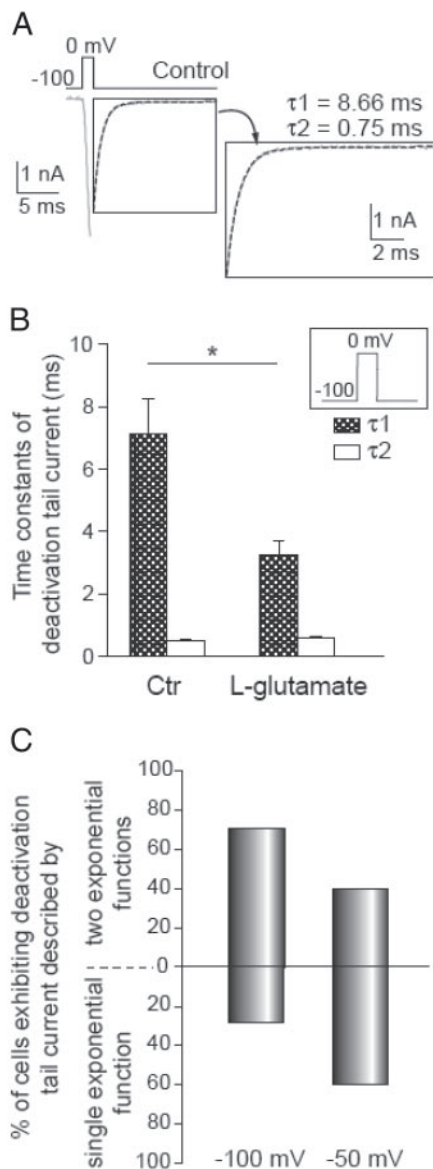 A
0 mV
-100
Control
τ1 = 8.66 ms
τ2 = 0.75 ms
1 nA
5 ms
1 nA
2 ms
B
Time constants of
deactivation tail current (ms)
10
8
6
4
2
0
*
0 mV
-100
τ1
τ2
Ctr
L-glutamate
C
% of cells exhibiting deactivation
tail current described by
two exponential
functions
single exponential
function
100
80
60
40
20
0
20
40
60
80
100
-100 mV
-50 mV